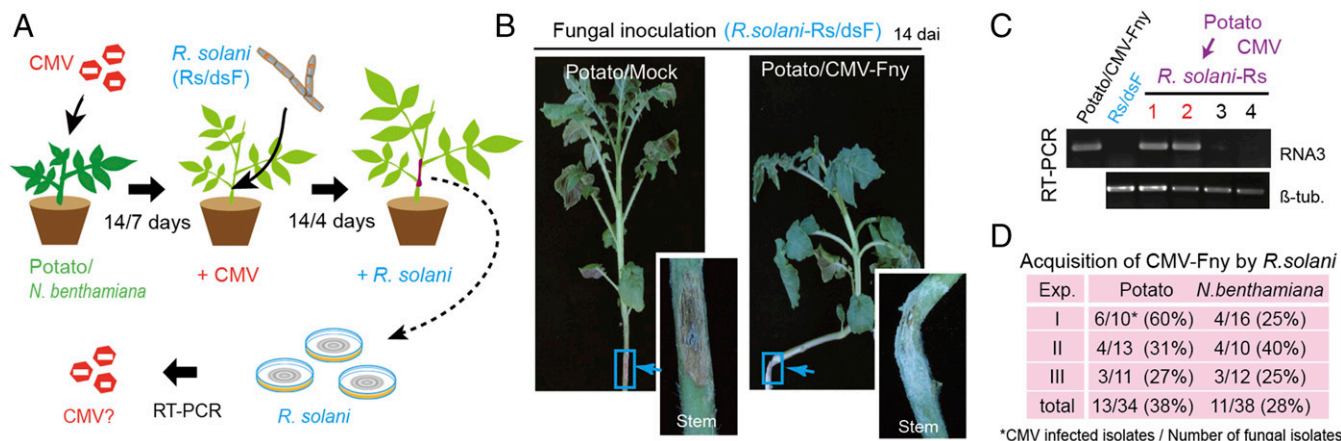 A
CMV
R. solani
(Rs/dsF)
14/7 days
14/4 days
Potato/
N. benthamiana
+ CMV
+ R. solani
CMV?
RT-PCR
R. solani
B
Fungal inoculation (R.solani-Rs/dsF) 14 dai
Potato/Mock
Potato/CMV-Fny
Stem
Stem
C
Potato/CMV-Fny
Rs/dsF
Potato
CMV
R. solani-Rs
1 2 3 4
RT-PCR
RNA3
ß-tub.
D
Acquisition of CMV-Fny by R.solani
Exp. Potato N.benthamiana
I 6/10* (60%) 4/16 (25%)
II 4/13 (31%) 4/10 (40%)
III 3/11 (27%) 3/12 (25%)
total 13/34 (38%) 11/38 (28%)
*CMV infected isolates / Number of fungal isolates